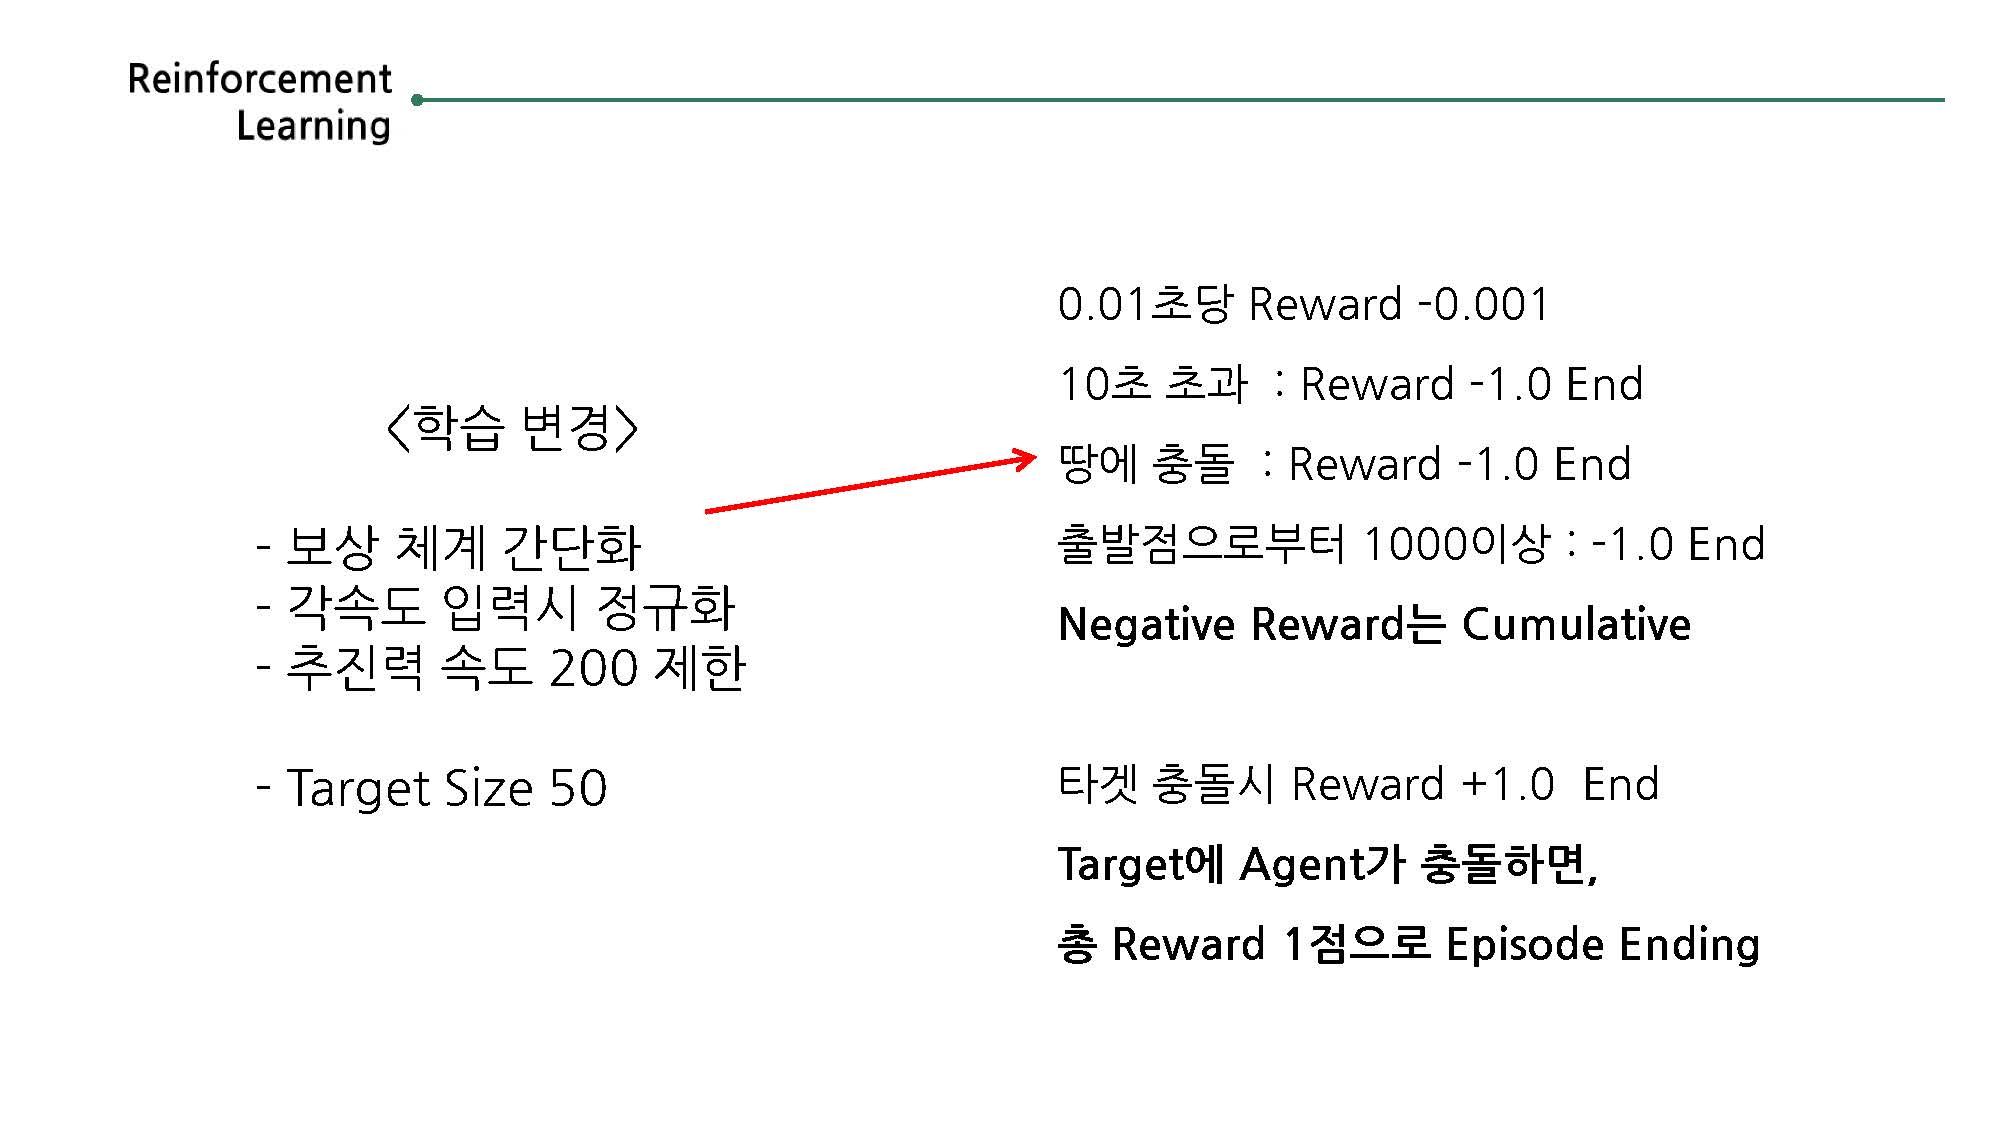 Reinforcement
Learning
<학습 변경>
- 보상 체계 간단화
- 각속도 입력시 정규화
- 추진력 속도 200 제한
- Target Size 50
0.01초당 Reward -0.001
10초 초과 : Reward -1.0 End
땅에 충돌 : Reward -1.0 End
출발점으로부터 1000이상 : -1.0 End
Negative Reward는 Cumulative
타겟 충돌시 Reward +1.0 End
Target에 Agent가 충돌하면,
총 Reward 1점으로 Episode Ending